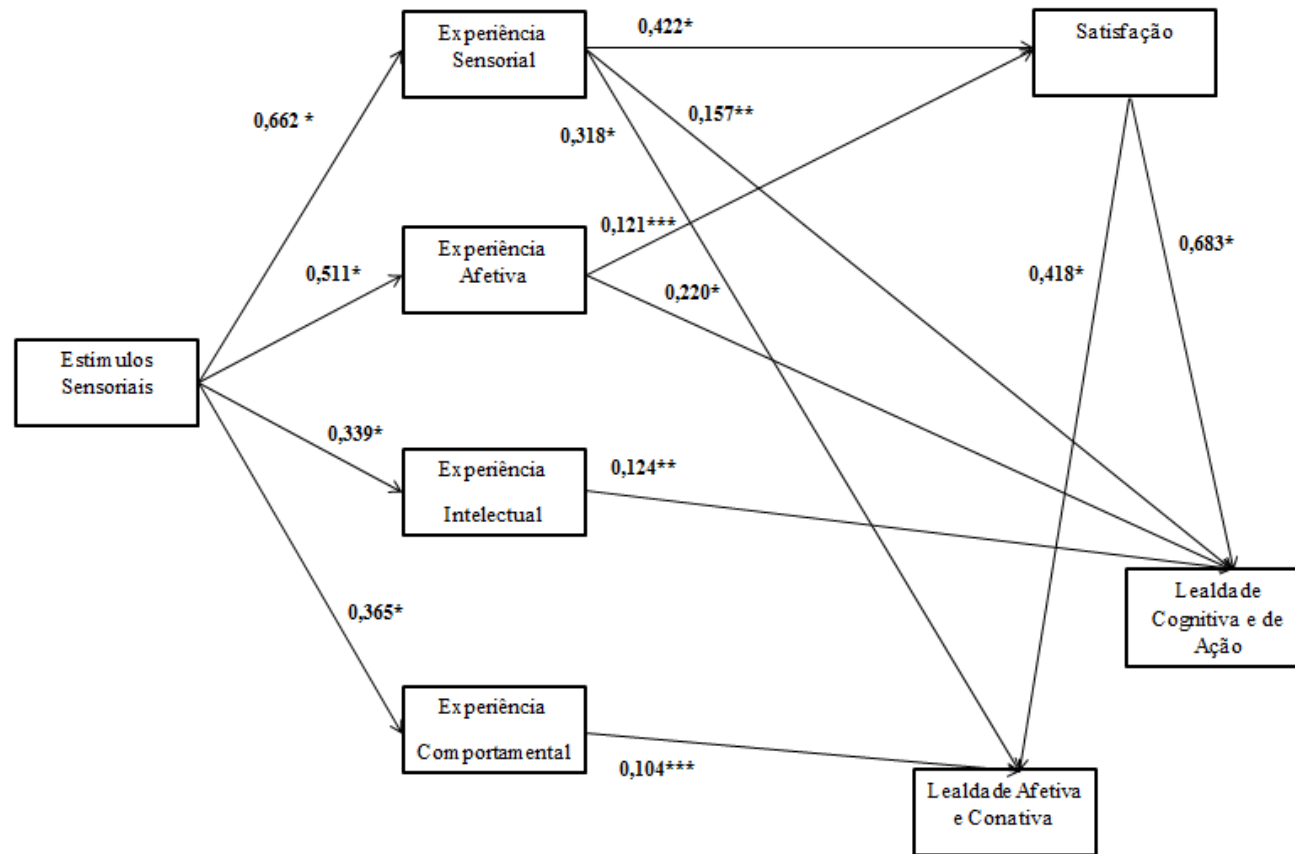 Experiência
Sensorial
0,422*
Satisfação
0,662 *
0,318*
0,157**
Experiência
Afetiva
0,121***
0,511*
0,220*
0,418*
0,683*
Estímulos
Sensoriais
0,339*
Experiência
Intelectual
0,124**
0,365*
Lealdade
Cognitiva e de
Ação
Experiência
Comportamental
0,104***
Lealdade Afetiva
e Conativa